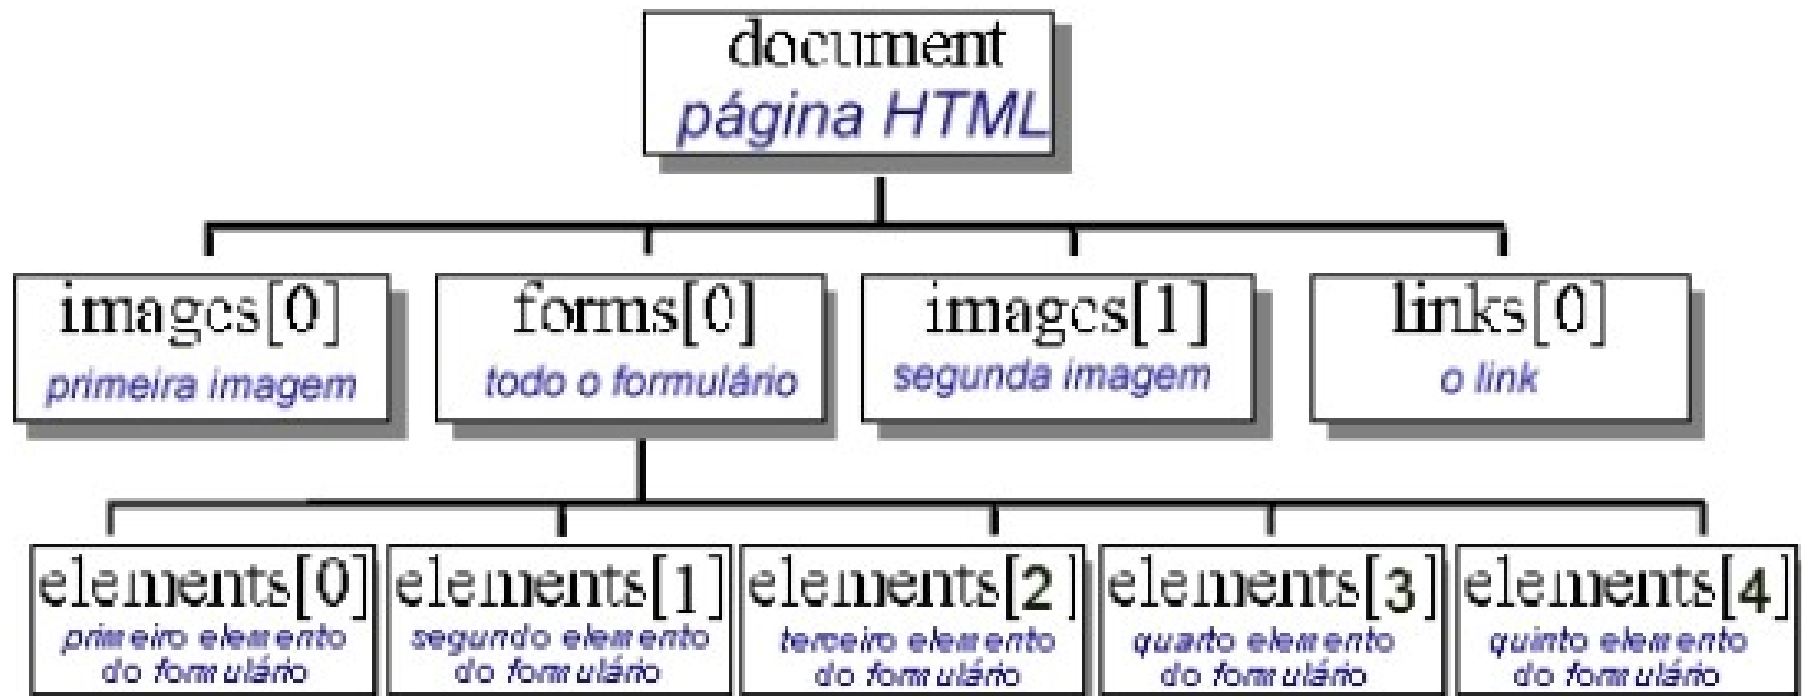 document
página HTML
images[0]
primeira imagem
forms[0]
todo o formulário
images[1]
segunda imagem
links[0]
o link
elements[0]
primeiro elemento
do formulário
elements[1]
segundo elemento
do formulário
elements[2]
terceiro elemento
do formulário
elements[3]
quarto elemento
do formulário
elements[4]
quinto elemento
do formulário